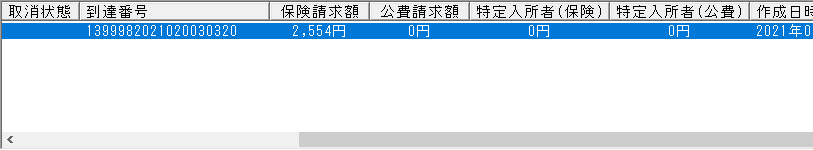 取消状態 到達番号 保険請求額 公費請求額 特定入所者(保険) 特定入所者(公費) 作成日時
1399982021020030320 2,554円 0円 0円 0円 2021年0